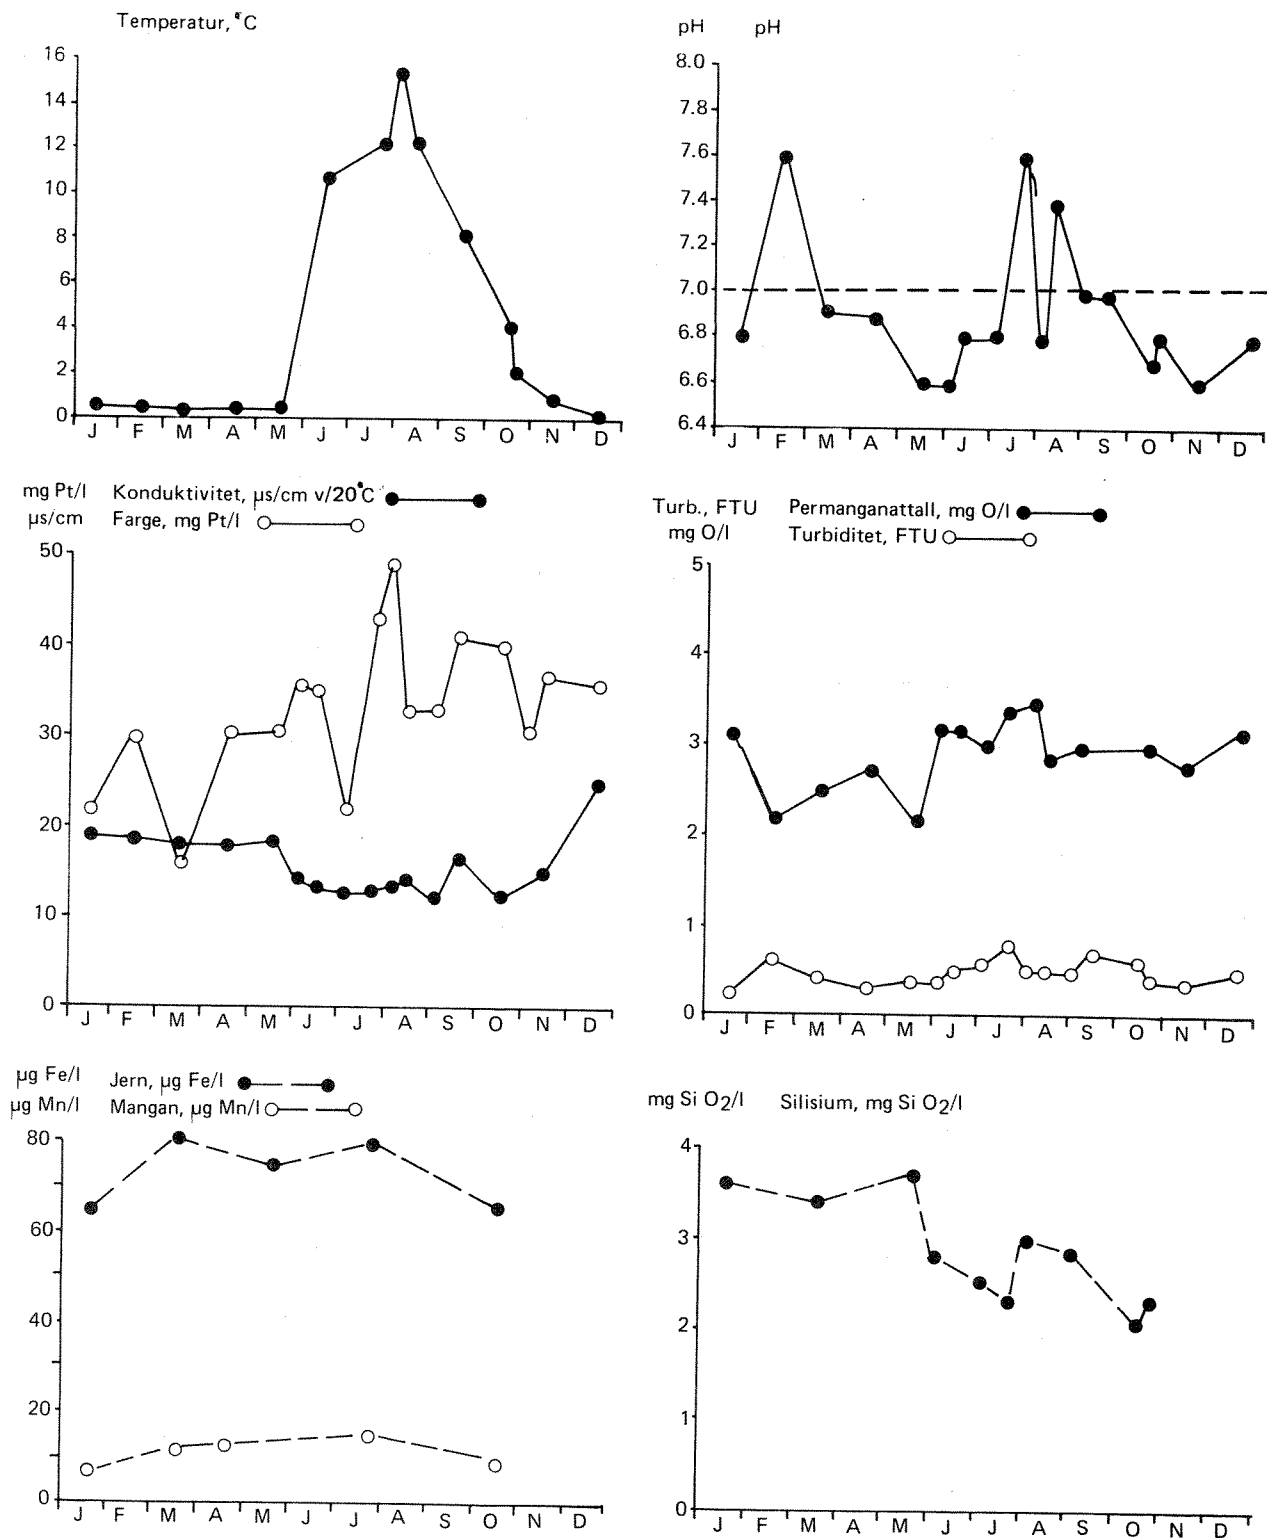 Temperatur, °C
16
14
12
10
8
6
4
2
0
J F M A M J J A S O N D
pH pH
8.0
7.8
7.6
7.4
7.2
7.0
6.8
6.6
6.4
J F M A M J J A S O N D
mg Pt/l Konduktivitet, µs/cm v/20°C
µs/cm Farge, mg Pt/l
50
40
30
20
10
0
J F M A M J J A S O N D
Turb., FTU Permanganattall, mg O/l
mg O/l Turbiditet, FTU
5
4
3
2
1
0
J F M A M J J A S O N D
µg Fe/l Jern, µg Fe/l
µg Mn/l Mangan, µg Mn/l
80
60
40
20
0
J F M A M J J A S O N D
mg Si O2/l Silisium, mg Si O2/l
4
3
2
1
0
J F M A M J J A S O N D